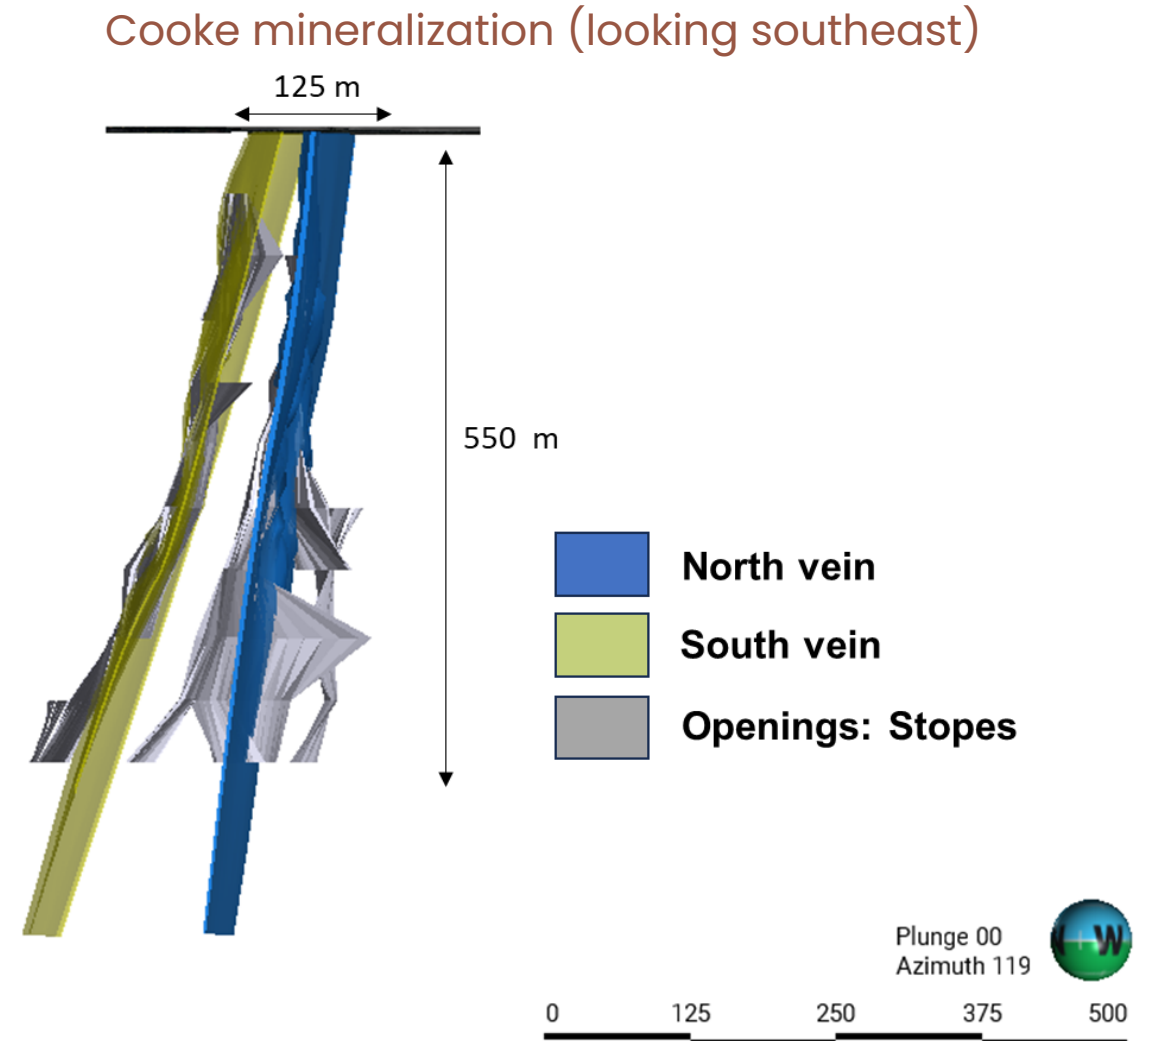 Cooke mineralization (looking southeast)
125 m
550 m
North vein
South vein
Openings: Stopes
Plunge 00
Azimuth 119
W
0 125 250 375 500